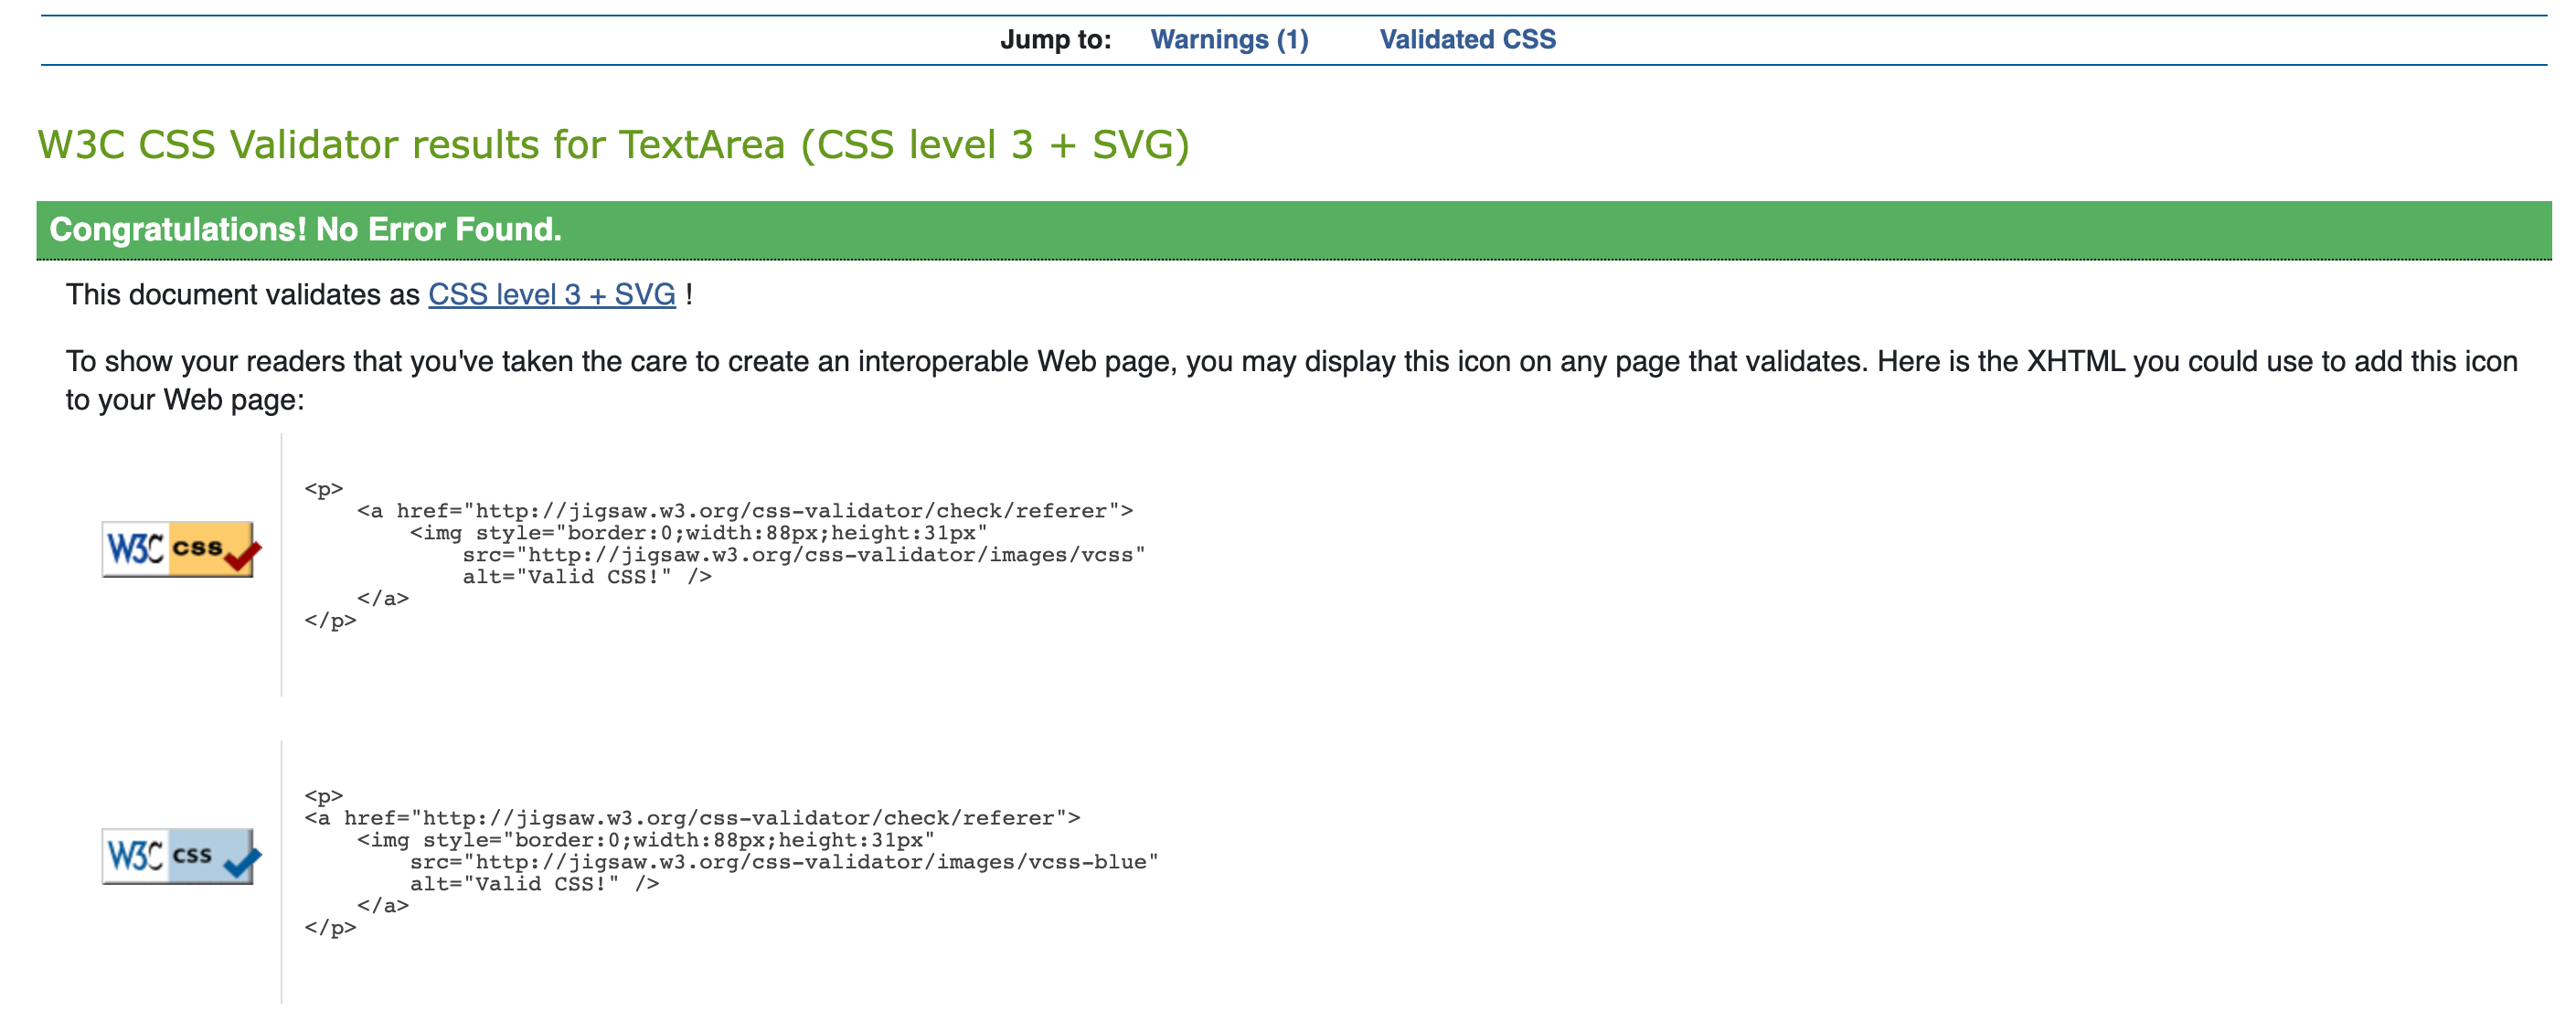 Jump to: Warnings (1) Validated CSS
W3C CSS Validator results for TextArea (CSS level 3 + SVG)
Congratulations! No Error Found.
This document validates as CSS level 3 + SVG !
To show your readers that you've taken the care to create an interoperable Web page, you may display this icon on any page that validates. Here is the XHTML you could use to add this icon
to your Web page:
<p>
    <a href="http://jigsaw.w3.org/css-validator/check/referer">
        <img style="border:0;width:88px;height:31px"
            src="http://jigsaw.w3.org/css-validator/images/vcss"
            alt="Valid CSS!" />
    </a>
</p>
W3C css
<p>
<a href="http://jigsaw.w3.org/css-validator/check/referer">
    <img style="border:0;width:88px;height:31px"
        src="http://jigsaw.w3.org/css-validator/images/vcss-blue"
        alt="Valid CSS!" />
    </a>
</p>
W3C css